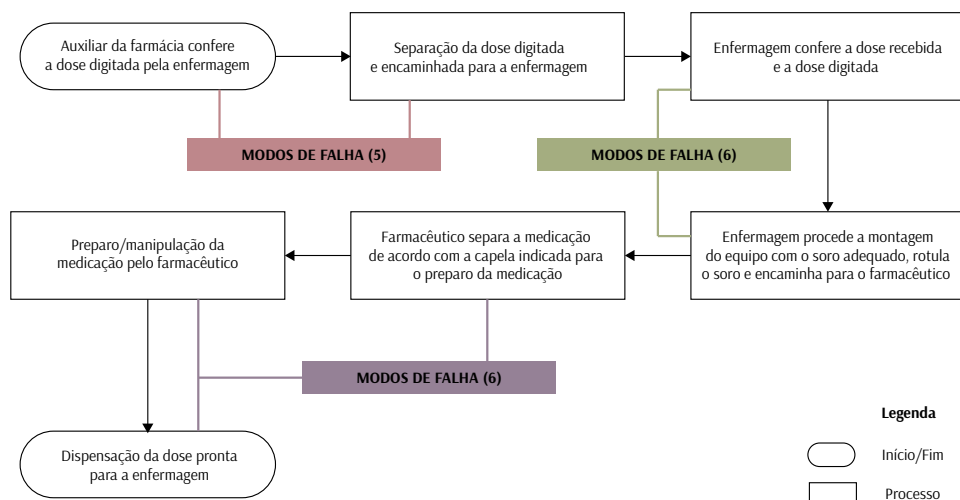 Auxiliar da farmácia confere
a dose digitada pela enfermagem
Separação da dose digitada
e encaminhada para a enfermagem
Enfermagem confere a dose recebida
e a dose digitada
MODOS DE FALHA (5)
MODOS DE FALHA (6)
Preparo/manipulação da
medicação pelo farmacêutico
Farmacêutico separa a medicação
de acordo com a capela indicada para
o preparo da medicação
Enfermagem procede a montagem
do equipo com o soro adequado, rotula
o soro e encaminha para o farmacêutico
MODOS DE FALHA (6)
Dispensação da dose pronta
para a enfermagem
Legenda
Início/Fim
Processo